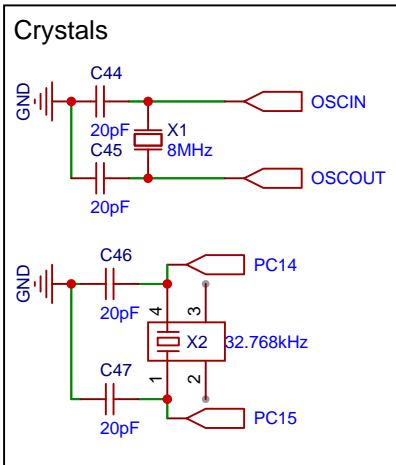 Crystals
C44
GND
OSCIN
20pF
X1
C45
8MHz
OSCOUT
20pF
C46
PC14
GND
20pF
4
3
X2
32.768kHz
C47
1
2
20pF
PC15